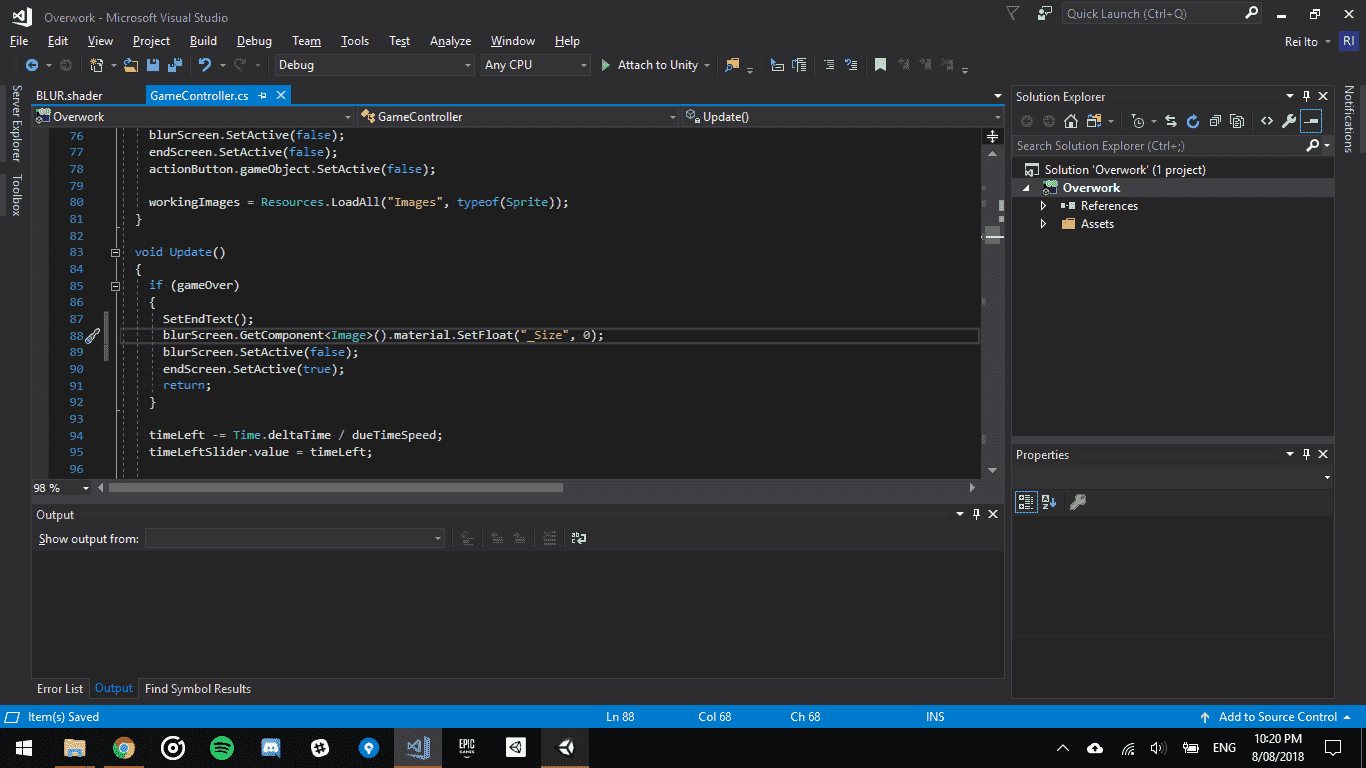 Overwork - Microsoft Visual Studio
Quick Launch (Ctrl+Q)
File Edit View Project Build Debug Team Tools Test Analyze Window Help
Rei Ito RI
Debug Any CPU Attach to Unity
Server Explorer
Toolbox
BLUR.shader GameController.cs
Overwork GameController Update()
76 blurScreen.SetActive(false);
77 endScreen.SetActive(false);
78 actionButton.gameObject.SetActive(false);
79
80 workingImages = Resources.LoadAll("Images", typeof(Sprite));
81 }
82
83 void Update()
84 {
85 if (gameOver)
86 {
87 SetEndText();
88 blurScreen.GetComponent<Image>().material.SetFloat("_Size", 0);
89 blurScreen.SetActive(false);
90 endScreen.SetActive(true);
91 return;
92 }
93
94 timeLeft -= Time.deltaTime / dueTimeSpeed;
95 timeLeftSlider.value = timeLeft;
96
98 %
Output
Show output from:
Error List Output Find Symbol Results
Solution Explorer
Search Solution Explorer (Ctrl+;)
Solution 'Overwork' (1 project)
Overwork
References
Assets
Properties
Notifications
Item(s) Saved Ln 88 Col 68 Ch 68 INS Add to Source Control
EPIC
GAMES
ENG
10:20 PM
8/08/2018